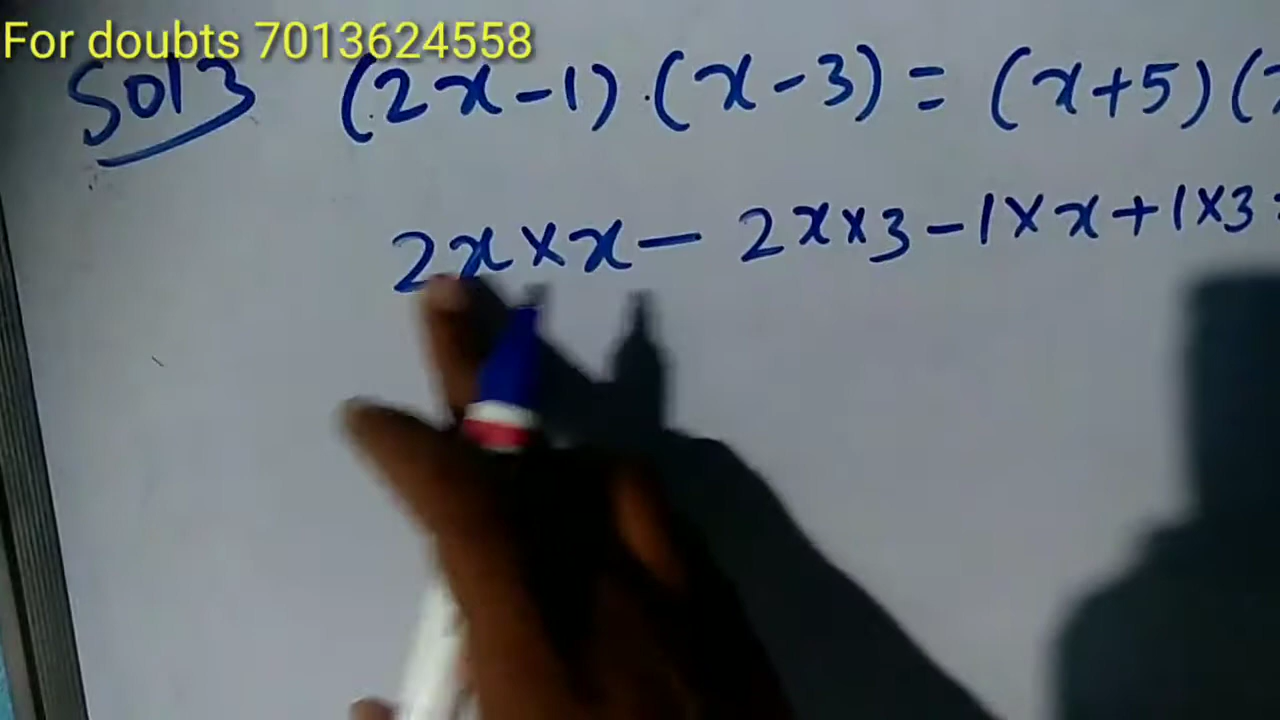 For doubts 7013624558
Sol3 (2x-1).(x-3) = (x+5)(
2x×x - 2x×3 - 1×x + 1×3